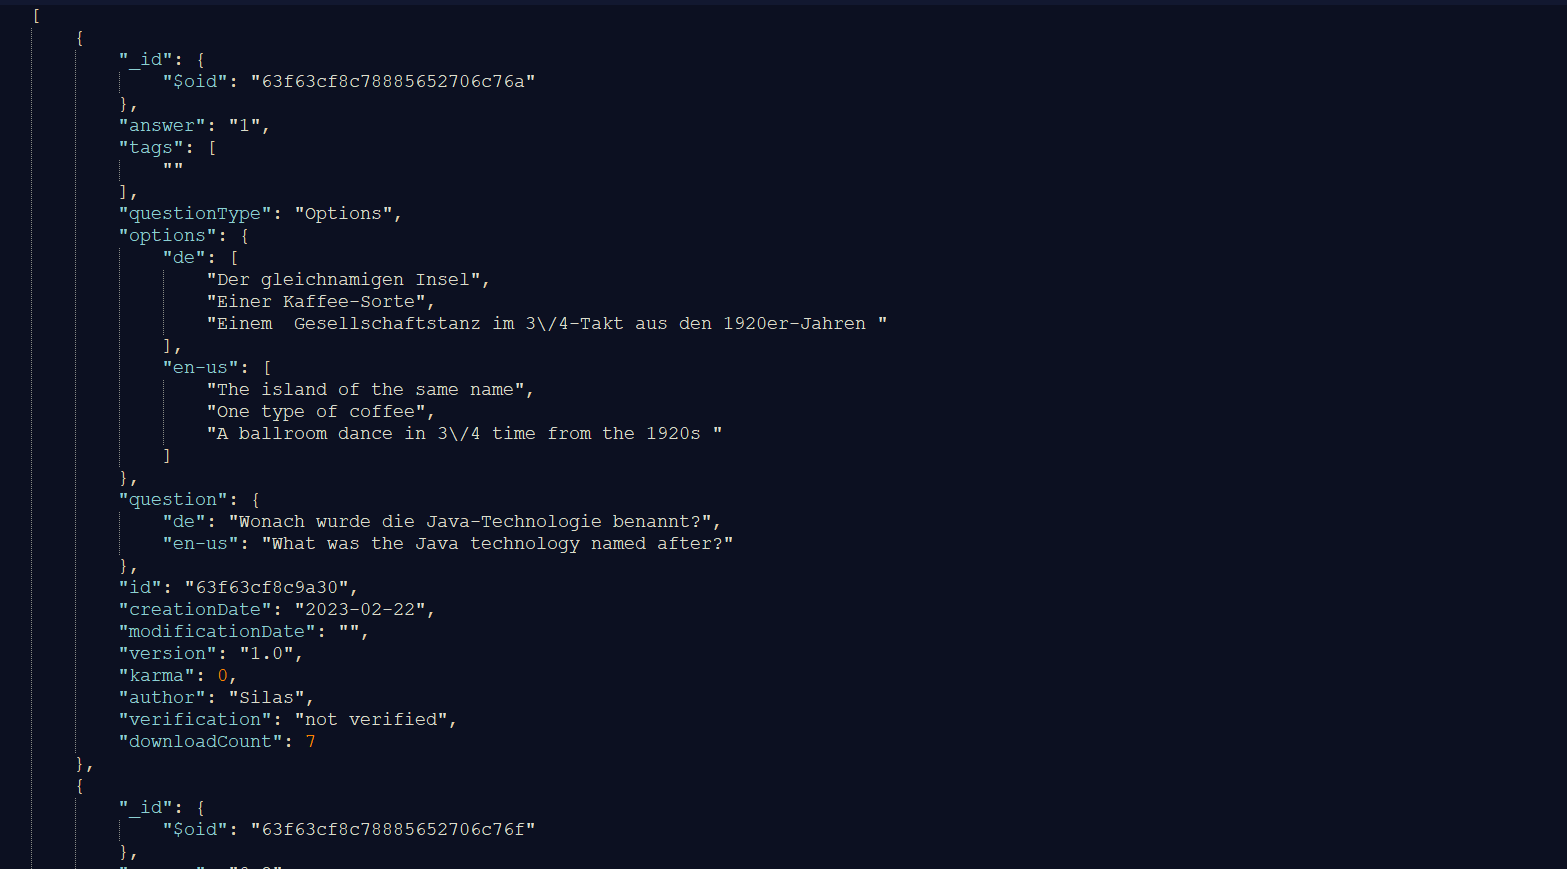 [
{
"_id": {
"$oid": "63f63cf8c78885652706c76a"
},
"answer": "1",
"tags": [
""
],
"questionType": "Options",
"options": {
"de": [
"Der gleichnamigen Insel",
"Einer Kaffee-Sorte",
"Einem  Gesellschaftstanz im 3\/4-Takt aus den 1920er-Jahren "
],
"en-us": [
"The island of the same name",
"One type of coffee",
"A ballroom dance in 3\/4 time from the 1920s "
]
},
"question": {
"de": "Wonach wurde die Java-Technologie benannt?",
"en-us": "What was the Java technology named after?"
},
"id": "63f63cf8c9a30",
"creationDate": "2023-02-22",
"modificationDate": "",
"version": "1.0",
"karma": 0,
"author": "Silas",
"verification": "not verified",
"downloadCount": 7
},
{
"_id": {
"$oid": "63f63cf8c78885652706c76f"
},